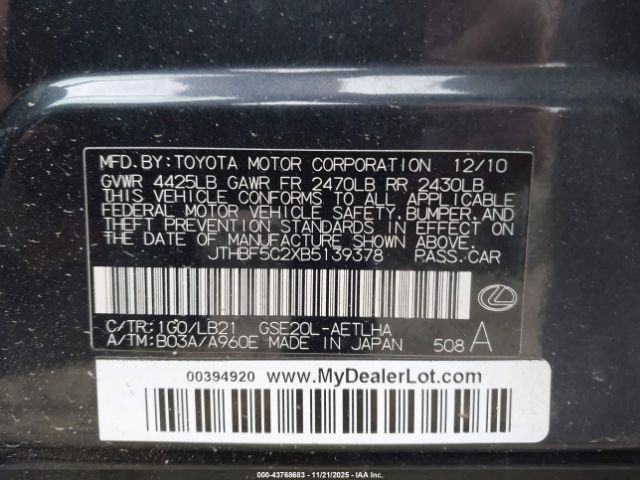 MFD.BY:TOYOTA MOTOR CORPORATION 12/10
GVWR 4425LB GAWR FR 2470LB RR 2430LB
THIS VEHICLE CONFORMS TO ALL APPLICABLE
FEDERAL MOTOR VEHICLE SAFETY,BUMPER,AND
THEFT PREVENTION STANDARDS IN EFFECT ON
THE DATE OF MANUFACTURE SHOWN ABOVE.
JTHBF5C2XB5139378 PASS.CAR
C/TR:1G0/LB21 GSE20L-AETLHA
A/TM:B03A/A960E MADE IN JAPAN 508 A
00394920 www.MyDealerLot.com
000-43768683 - 11/21/2025 - IAA Inc.